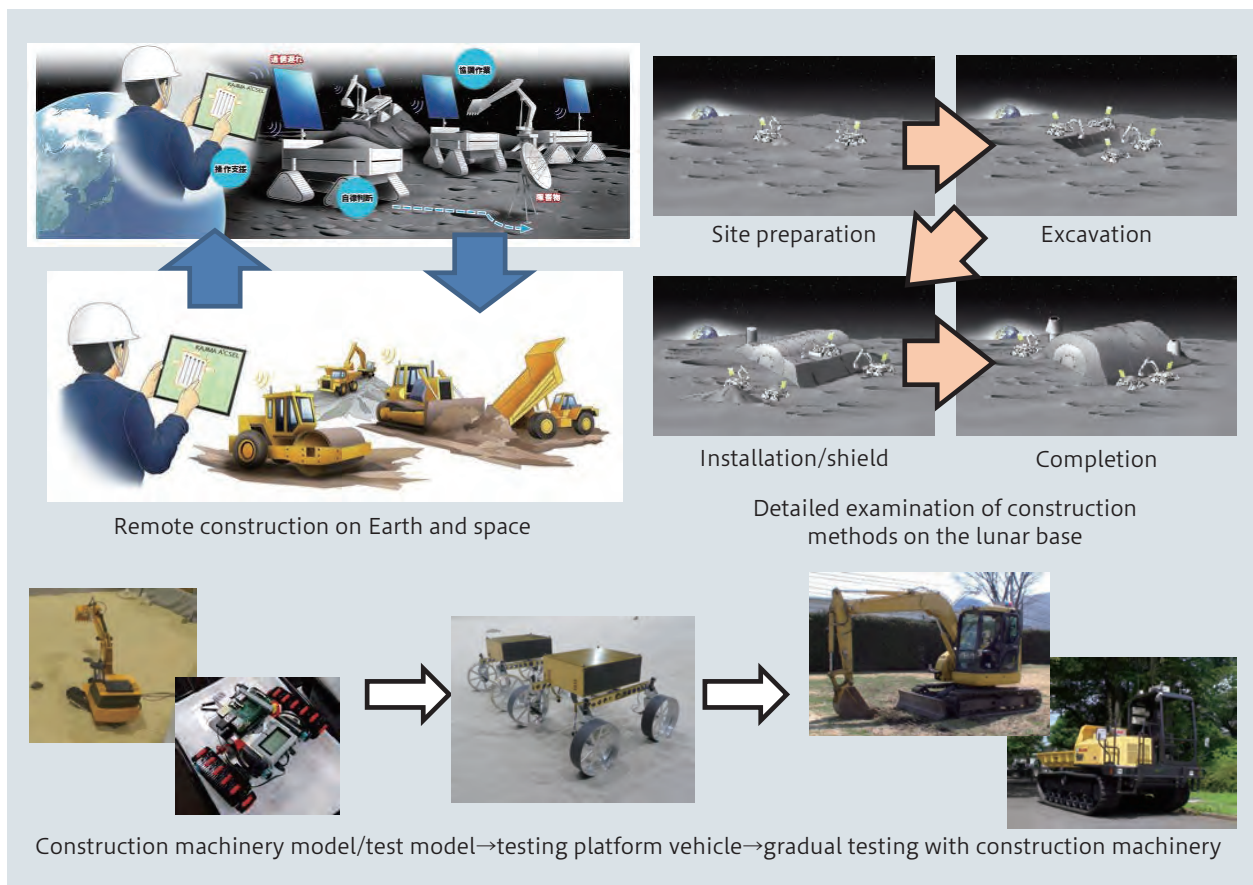 通信遅れ
協調作業
KAJIMA A⁴CSEL
操作支援
自律判断
障害物
Site preparation
Excavation
KAJIMA A⁴CSEL
Installation/shield
Completion
Remote construction on Earth and space
Detailed examination of construction
methods on the lunar base
Construction machinery model/test model→testing platform vehicle→gradual testing with construction machinery